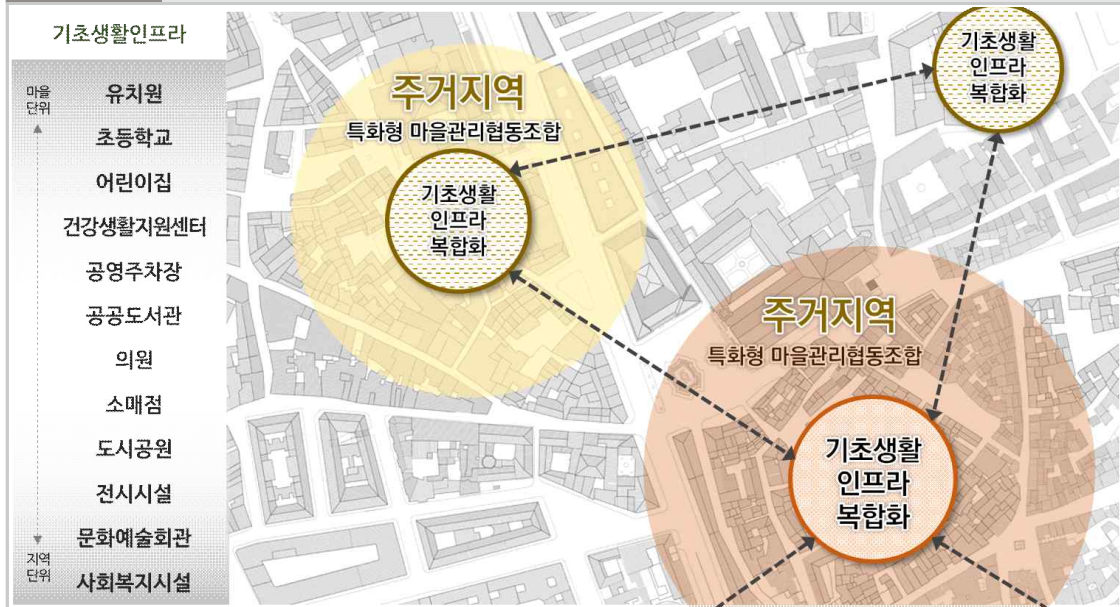 기초생활인프라
마을
단위
유치원
초등학교
어린이집
건강생활지원센터
공영주차장
공공도서관
의원
소매점
도시공원
전시시설
문화예술회관
지역
단위
사회복지시설
주거지역
특화형 마을관리협동조합
기초생활
인프라
복합화
기초생활
인프라
복합화
주거지역
특화형 마을관리협동조합
기초생활
인프라
복합화